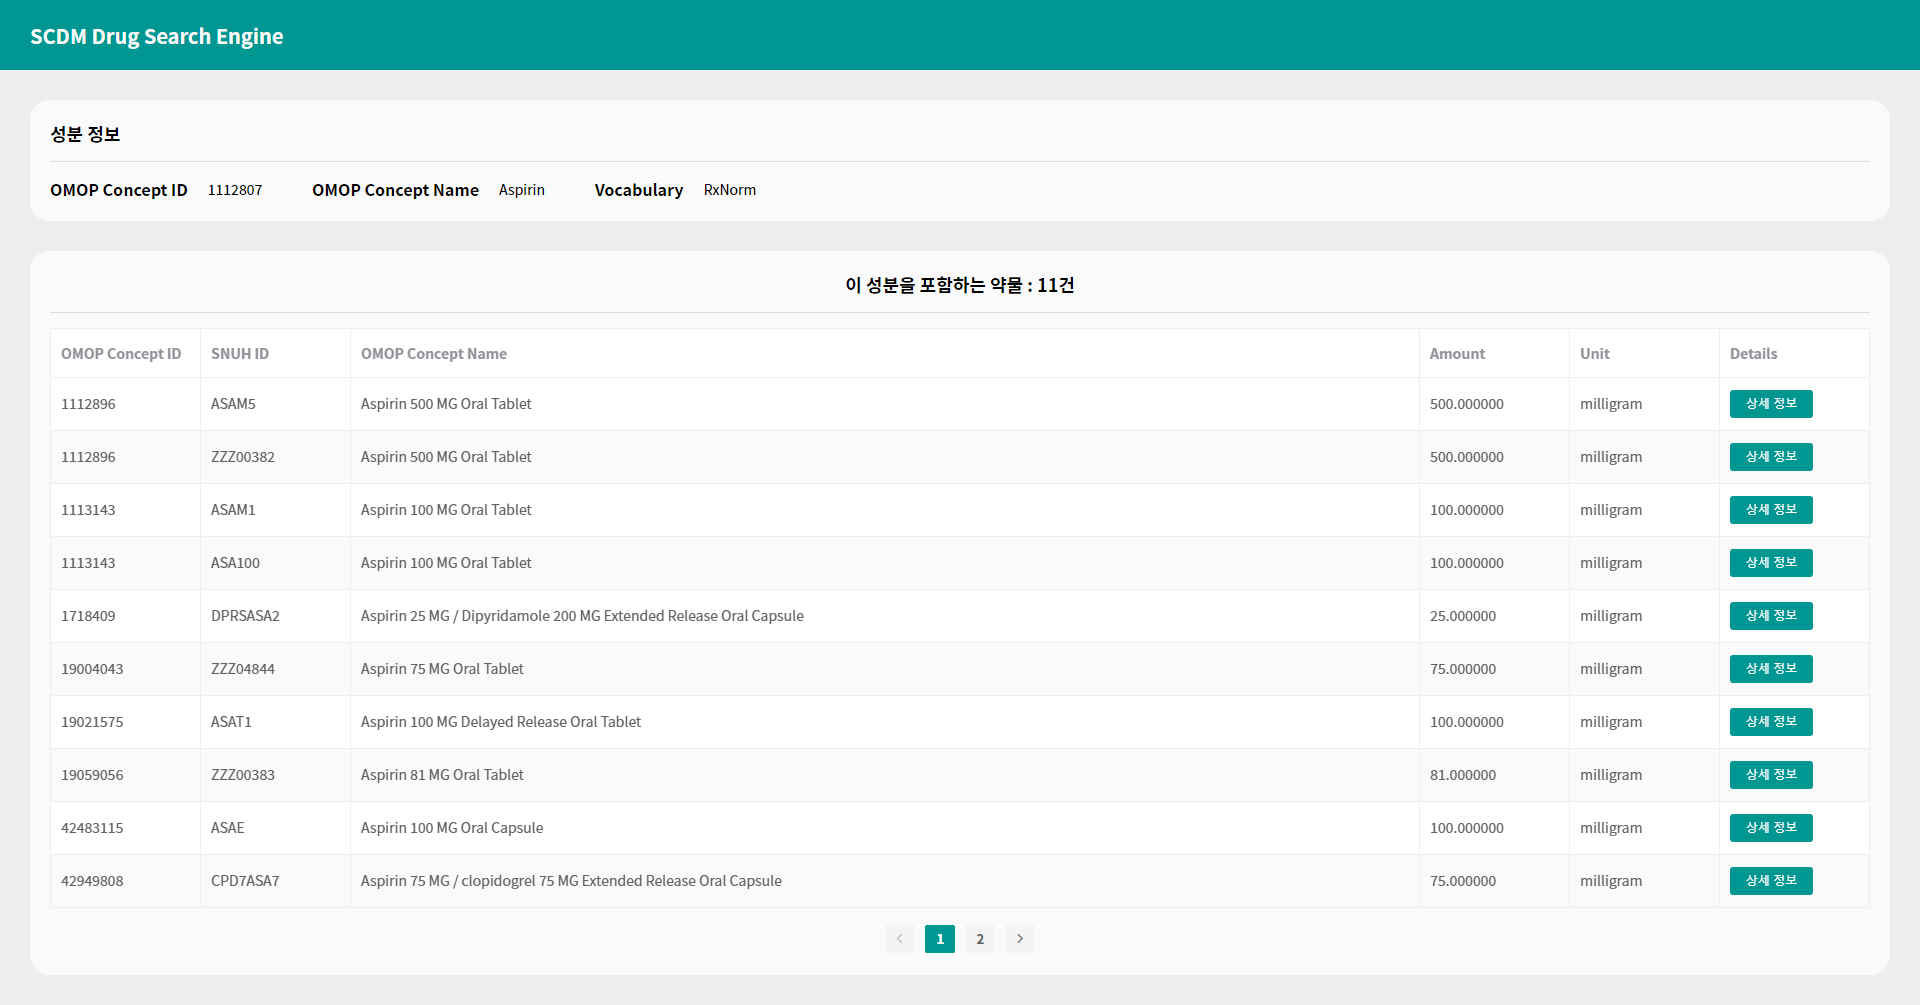 SCDM Drug Search Engine
성분 정보
OMOP Concept ID 1112807 OMOP Concept Name Aspirin Vocabulary RxNorm
이 성분을 포함하는 약물 : 11건
OMOP Concept ID SNUH ID OMOP Concept Name Amount Unit Details
1112896 ASAM5 Aspirin 500 MG Oral Tablet 500.000000 milligram 상세 정보
1112896 ZZZ00382 Aspirin 500 MG Oral Tablet 500.000000 milligram 상세 정보
1113143 ASAM1 Aspirin 100 MG Oral Tablet 100.000000 milligram 상세 정보
1113143 ASA100 Aspirin 100 MG Oral Tablet 100.000000 milligram 상세 정보
1718409 DPRSASA2 Aspirin 25 MG / Dipyridamole 200 MG Extended Release Oral Capsule 25.000000 milligram 상세 정보
19004043 ZZZ04844 Aspirin 75 MG Oral Tablet 75.000000 milligram 상세 정보
19021575 ASAT1 Aspirin 100 MG Delayed Release Oral Tablet 100.000000 milligram 상세 정보
19059056 ZZZ00383 Aspirin 81 MG Oral Tablet 81.000000 milligram 상세 정보
42483115 ASAE Aspirin 100 MG Oral Capsule 100.000000 milligram 상세 정보
42949808 CPD7ASA7 Aspirin 75 MG / clopidogrel 75 MG Extended Release Oral Capsule 75.000000 milligram 상세 정보
1 2